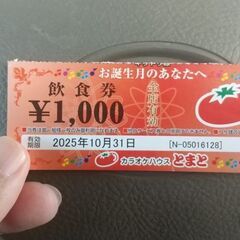 お誕生月のあなたへ
飲食券
¥1,000
全店有効
有効期限
2025年10月31日
[N-05016128]
カラオケハウス とまと